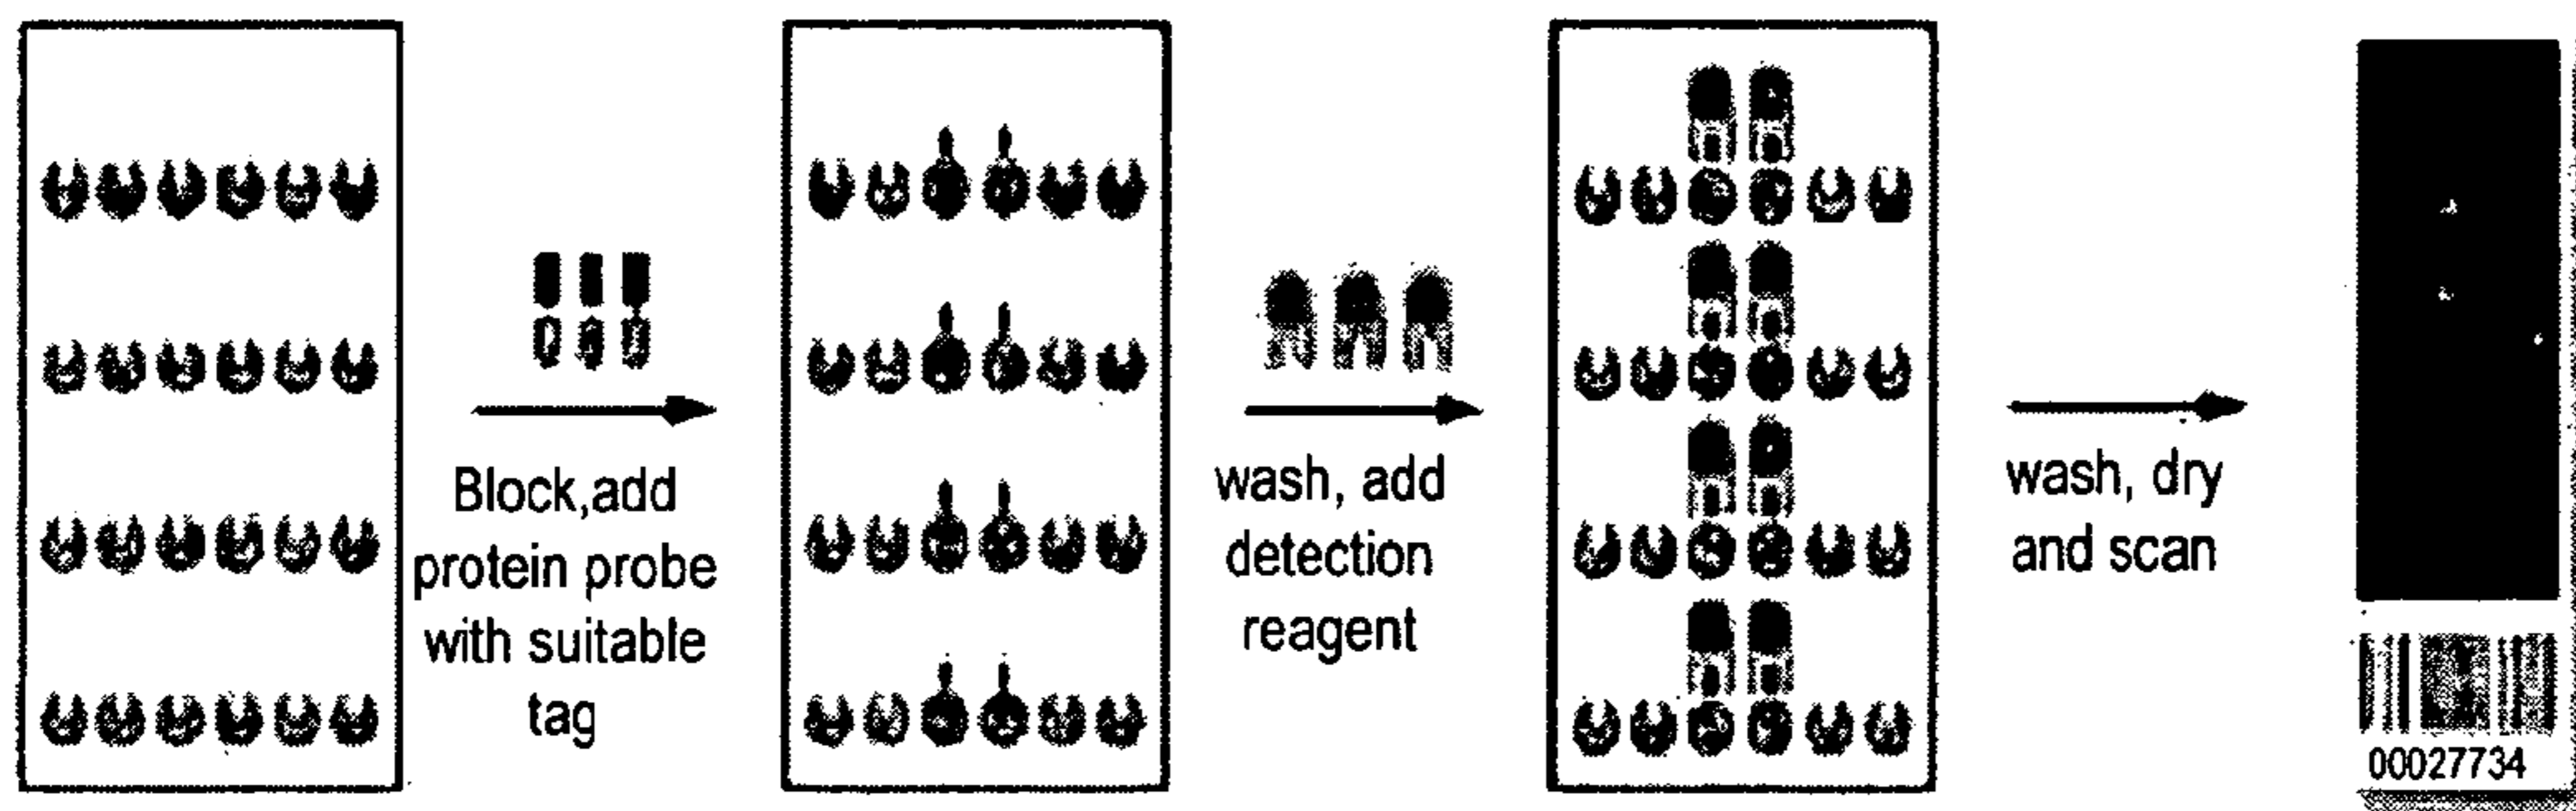 Block,add
protein probe
with suitable
tag
wash, add
detection
reagent
wash, dry
and scan
00027734